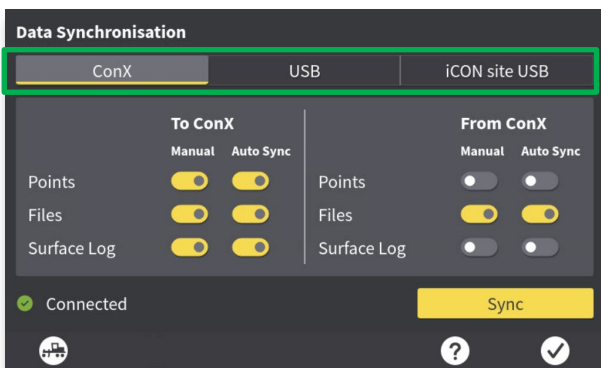 Data Synchronisation
ConX USB iCON site USB
To ConX From ConX
Manual Auto Sync Manual Auto Sync
Points Points
Files Files
Surface Log Surface Log
Connected Sync
?